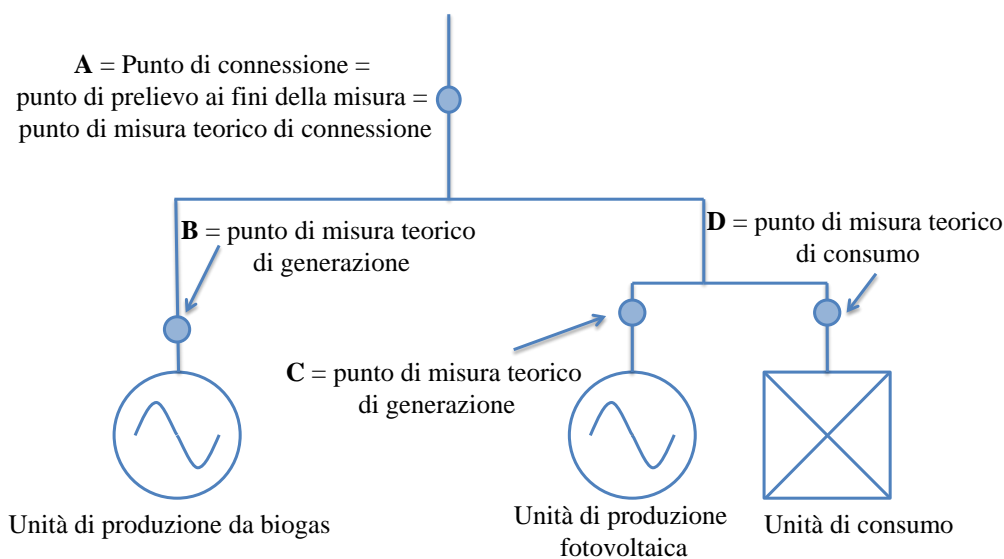 A = Punto di connessione =
punto di prelievo ai fini della misura =
punto di misura teorico di connessione
B = punto di misura teorico
di generazione
D = punto di misura teorico
di consumo
C = punto di misura teorico
di generazione
Unità di produzione da biogas
Unità di produzione
fotovoltaica
Unità di consumo